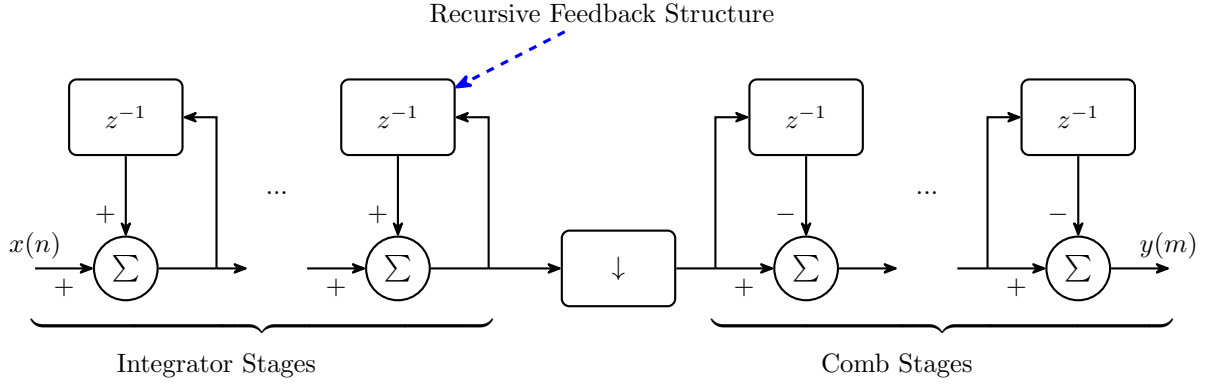 Recursive Feedback Structure
z⁻¹ z⁻¹ z⁻¹ z⁻¹
... ...
+ + − −
x(n) y(m)
∑ ∑ ↓ ∑ ∑
+ + + +
Integrator Stages Comb Stages